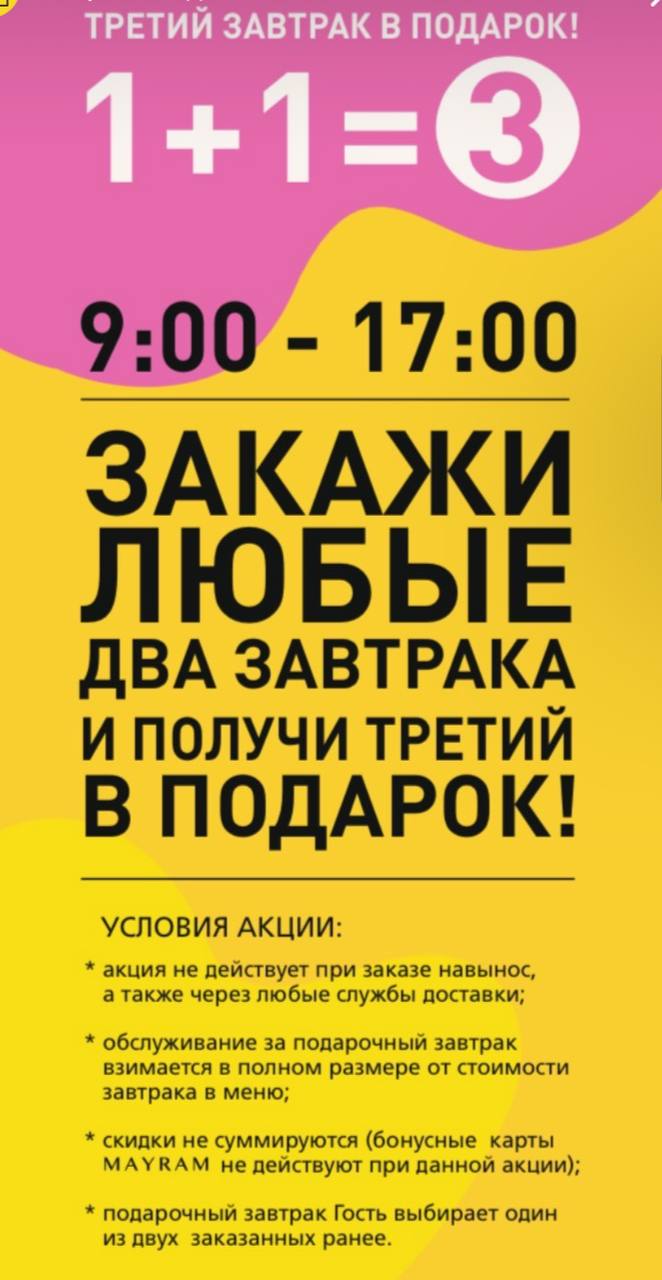 ТРЕТИЙ ЗАВТРАК В ПОДАРОК!
1+1=3
9:00 - 17:00
ЗАКАЖИ
ЛЮБЫЕ
ДВА ЗАВТРАКА
И ПОЛУЧИ ТРЕТИЙ
В ПОДАРОК!
УСЛОВИЯ АКЦИИ:
* акция не действует при заказе навынос,
а также через любые службы доставки;
* обслуживание за подарочный завтрак
взимается в полном размере от стоимости
завтрака в меню;
* скидки не суммируются (бонусные карты
MAYRAM не действуют при данной акции);
* подарочный завтрак Гость выбирает один
из двух заказанных ранее.